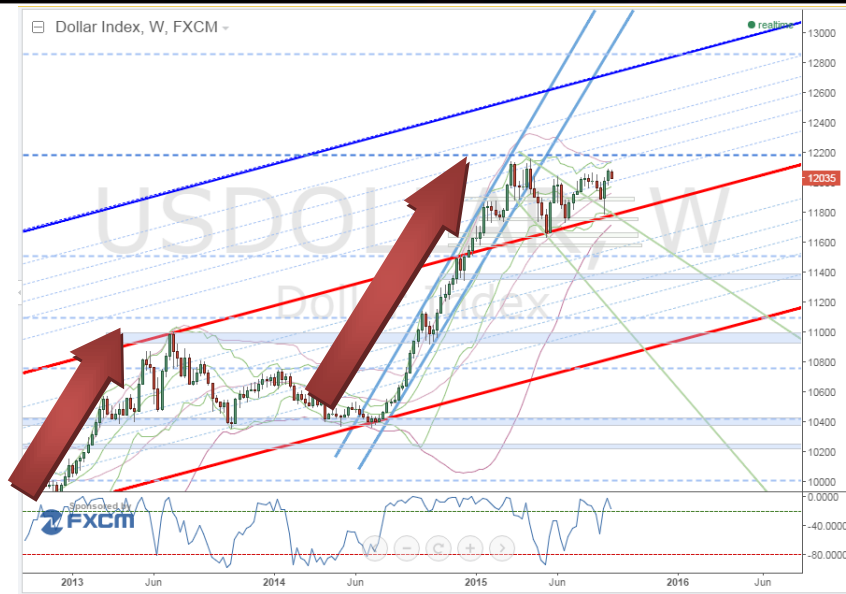 Dollar Index, W, FXCM
realtime
USDOLLAR, W
Dollar Index
13000
12800
12600
12400
12200
12035
11800
11600
11400
11200
11000
10800
10600
10400
10200
10000
0.0000
-40.0000
-80.0000
Sponsored by
FXCM
2013
Jun
2014
Jun
2015
Jun
2016
Jun